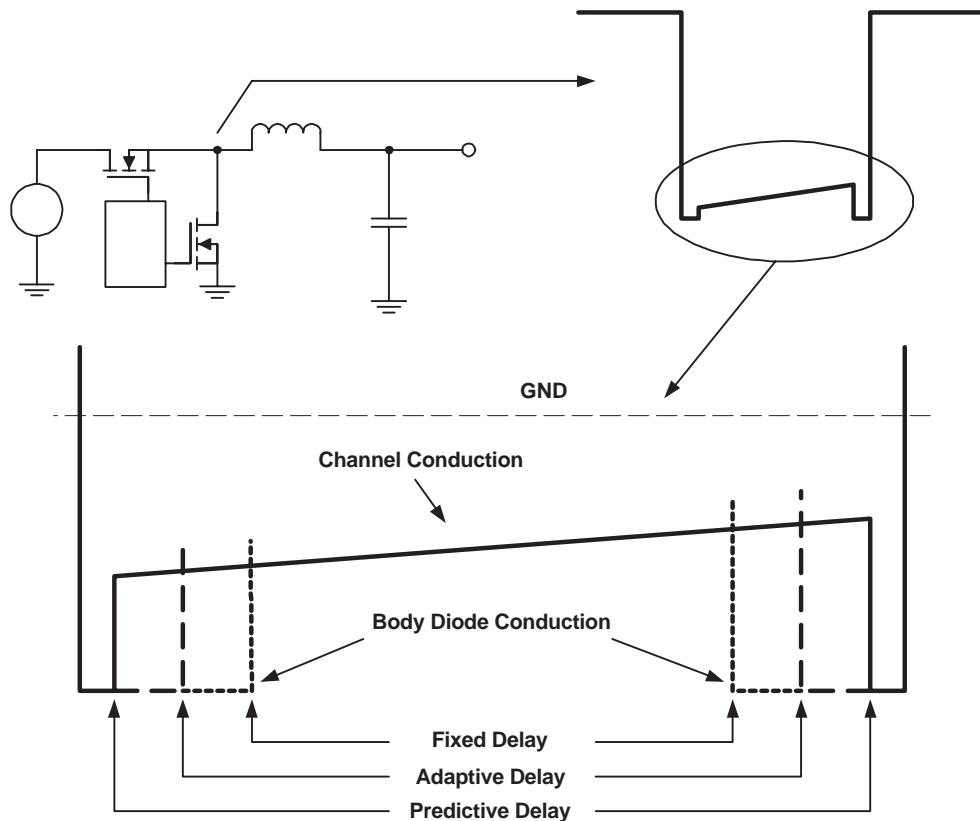 GND
Channel Conduction
Body Diode Conduction
Fixed Delay
Adaptive Delay
Predictive Delay